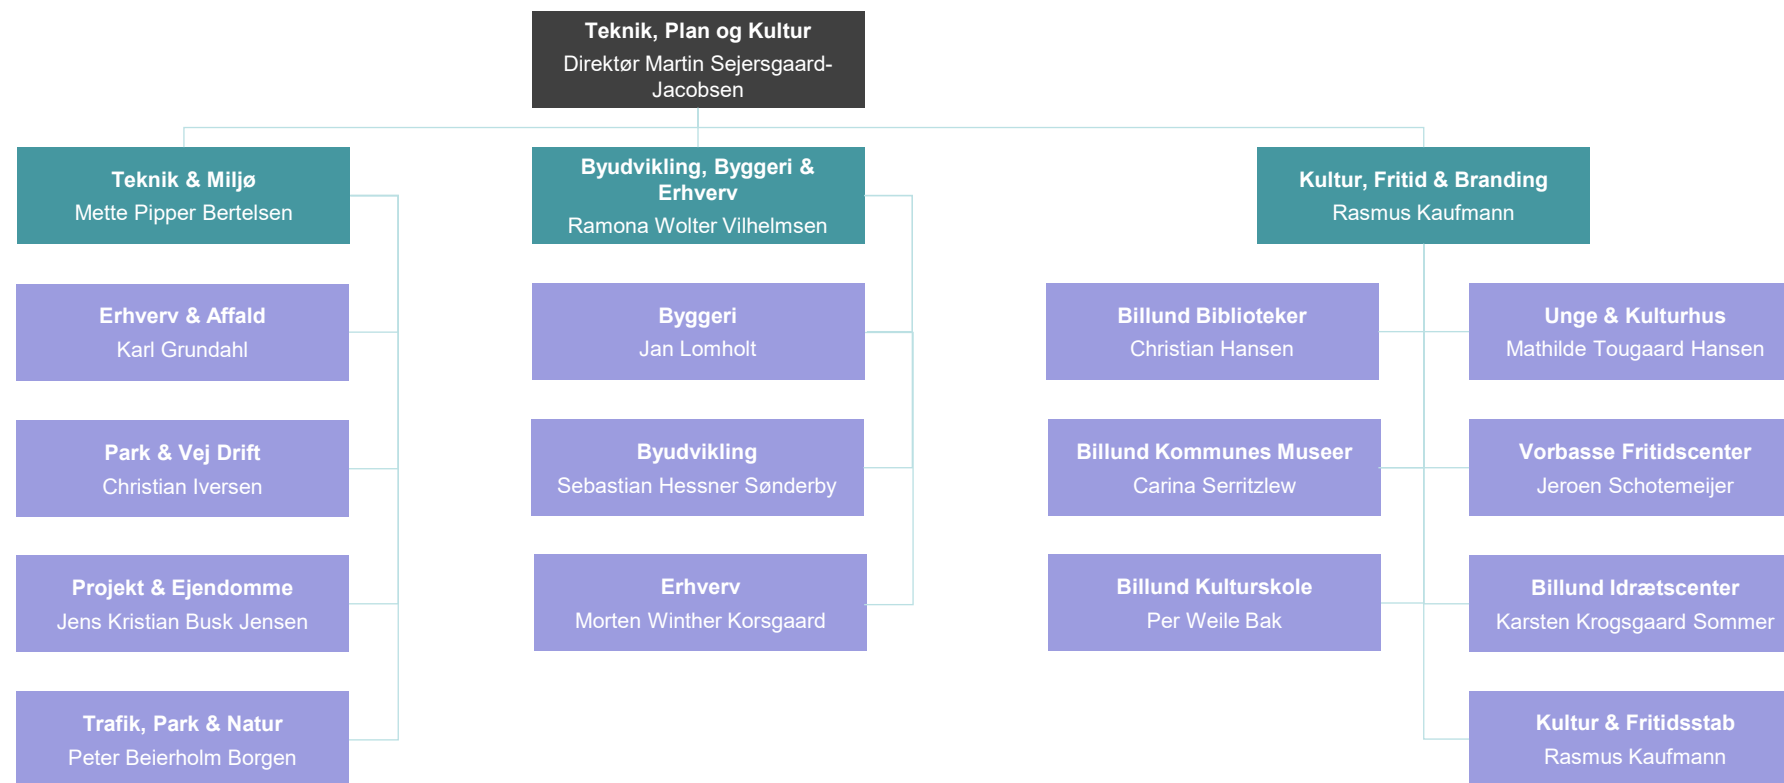 Teknik, Plan og Kultur
Direktør Martin Sejersgaard-
Jacobsen
Teknik & Miljø
Mette Pipper Bertelsen
Erhverv & Affald
Karl Grundahl
Park & Vej Drift
Christian Iversen
Projekt & Ejendomme
Jens Kristian Busk Jensen
Trafik, Park & Natur
Peter Beierholm Borgen
Byudvikling, Byggeri &
Erhverv
Ramona Wolter Vilhelmsen
Byggeri
Jan Lomholt
Byudvikling
Sebastian Hessner Sønderby
Erhverv
Morten Winther Korsgaard
Kultur, Fritid & Branding
Rasmus Kaufmann
Billund Biblioteker
Christian Hansen
Billund Kommunes Museer
Carina Serritzlew
Billund Kulturskole
Per Weile Bak
Unge & Kulturhus
Mathilde Tougaard Hansen
Vorbasse Fritidscenter
Jeroen Schotemeijer
Billund Idrætscenter
Karsten Krogsgaard Sommer
Kultur & Fritidsstab
Rasmus Kaufmann